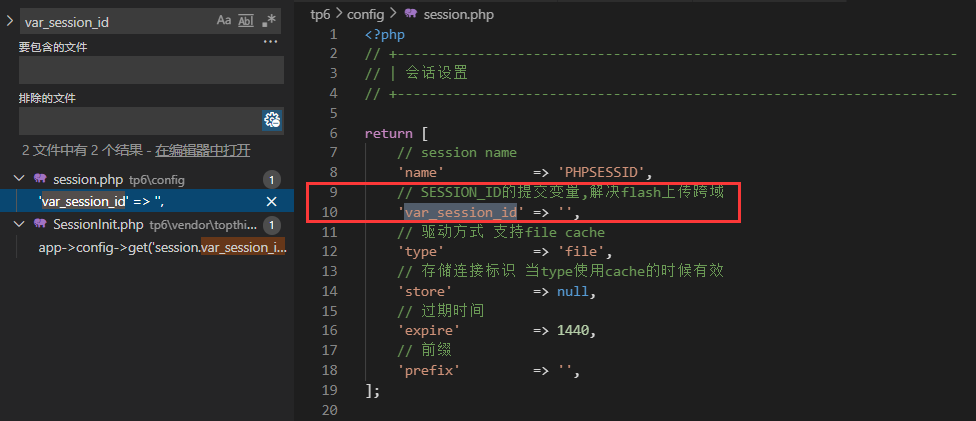 var_session_id
Aa Abl .*
要包含的文件
...
排除的文件
2 文件中有 2 个结果 - 在编辑器中打开
session.php tp6\config 1
'var_session_id' => '',
SessionInit.php tp6\vendor\topthi... 1
app->config->get('session.var_session_i...
tp6 > config > session.php
1 <?php
2 // +----------------------------------------------------------------------
3 // | 会话设置
4 // +----------------------------------------------------------------------
5
6 return [
7 // session name
8 'name' => 'PHPSESSID',
9 // SESSION_ID的提交变量,解决flash上传跨域
10 'var_session_id' => '',
11 // 驱动方式 支持file cache
12 'type' => 'file',
13 // 存储连接标识 当type使用cache的时候有效
14 'store' => null,
15 // 过期时间
16 'expire' => 1440,
17 // 前缀
18 'prefix' => '',
19 ];
20